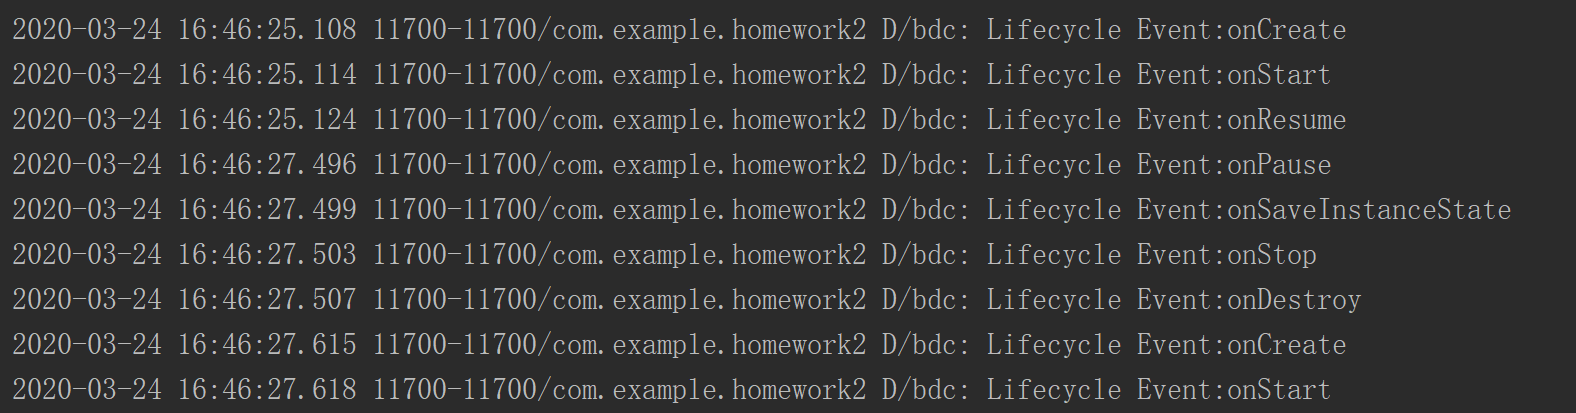 2020-03-24 16:46:25.108 11700-11700/com.example.homework2 D/bdc: Lifecycle Event:onCreate
2020-03-24 16:46:25.114 11700-11700/com.example.homework2 D/bdc: Lifecycle Event:onStart
2020-03-24 16:46:25.124 11700-11700/com.example.homework2 D/bdc: Lifecycle Event:onResume
2020-03-24 16:46:27.496 11700-11700/com.example.homework2 D/bdc: Lifecycle Event:onPause
2020-03-24 16:46:27.499 11700-11700/com.example.homework2 D/bdc: Lifecycle Event:onSaveInstanceState
2020-03-24 16:46:27.503 11700-11700/com.example.homework2 D/bdc: Lifecycle Event:onStop
2020-03-24 16:46:27.507 11700-11700/com.example.homework2 D/bdc: Lifecycle Event:onDestroy
2020-03-24 16:46:27.615 11700-11700/com.example.homework2 D/bdc: Lifecycle Event:onCreate
2020-03-24 16:46:27.618 11700-11700/com.example.homework2 D/bdc: Lifecycle Event:onStart